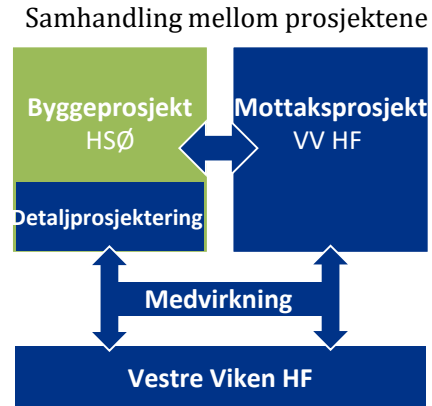 Samhandling mellom prosjektene
Byggeprosjekt
HSØ
Mottaksprosjekt
VV HF
Detaljprosjektering
Medvirkning
Vestre Viken HF